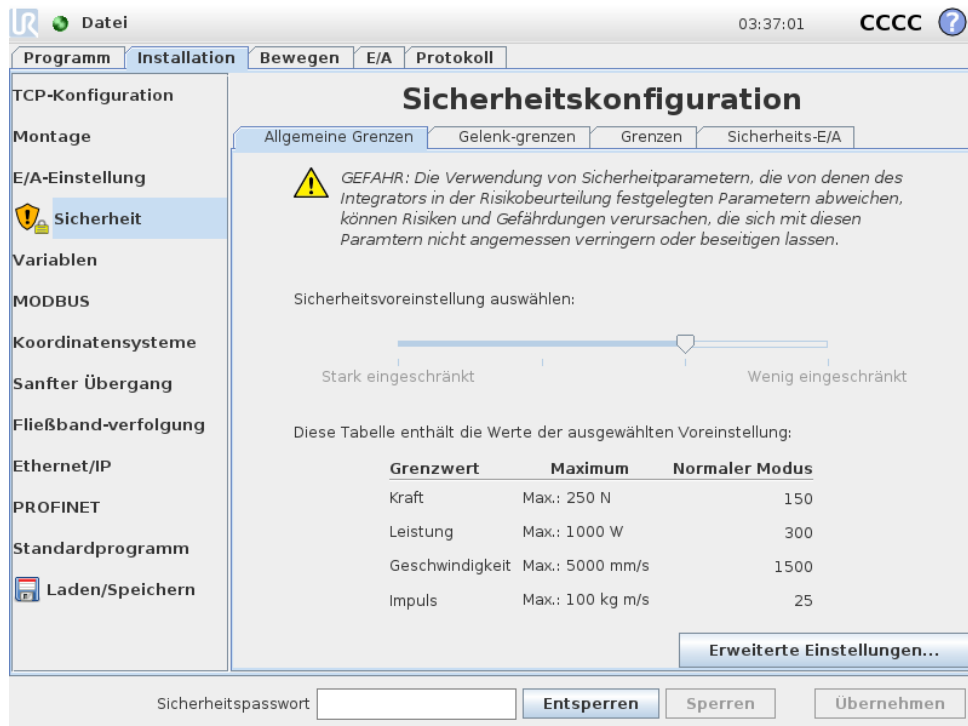 UR Datei 03:37:01 CCCC ?
Programm Installation Bewegen E/A Protokoll
TCP-Konfiguration
Montage
E/A-Einstellung
Sicherheit
Variablen
MODBUS
Koordinatensysteme
Sanfter Übergang
Fließband-verfolgung
Ethernet/IP
PROFINET
Standardprogramm
Laden/Speichern
Sicherheitskonfiguration
Allgemeine Grenzen Gelenk-grenzen Grenzen Sicherheits-E/A
GEFAHR: Die Verwendung von Sicherheitparametern, die von denen des
Integrators in der Risikobeurteilung festgelegten Parametern abweichen,
können Risiken und Gefährdungen verursachen, die sich mit diesen
Paramtern nicht angemessen verringern oder beseitigen lassen.
Sicherheitsvoreinstellung auswählen:
Stark eingeschränkt Wenig eingeschränkt
Diese Tabelle enthält die Werte der ausgewählten Voreinstellung:
Grenzwert Maximum Normaler Modus
Kraft Max.: 250 N 150
Leistung Max.: 1000 W 300
Geschwindigkeit Max.: 5000 mm/s 1500
Impuls Max.: 100 kg m/s 25
Erweiterte Einstellungen...
Sicherheitspasswort Entsperren Sperren Übernehmen